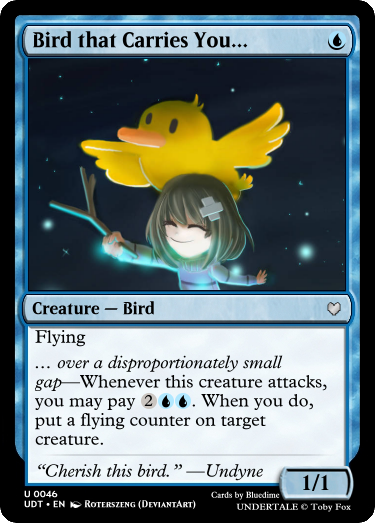 Bird that Carries You...
Creature — Bird
Flying
... over a disproportionately small
gap—Whenever this creature attacks,
you may pay 2. When you do,
put a flying counter on target
creature.
“Cherish this bird.” —Undyne
1/1
U 0046
UDT • EN Roterszeng (DeviantArt)
Cards by Bluedime
UNDERTALE © Toby Fox